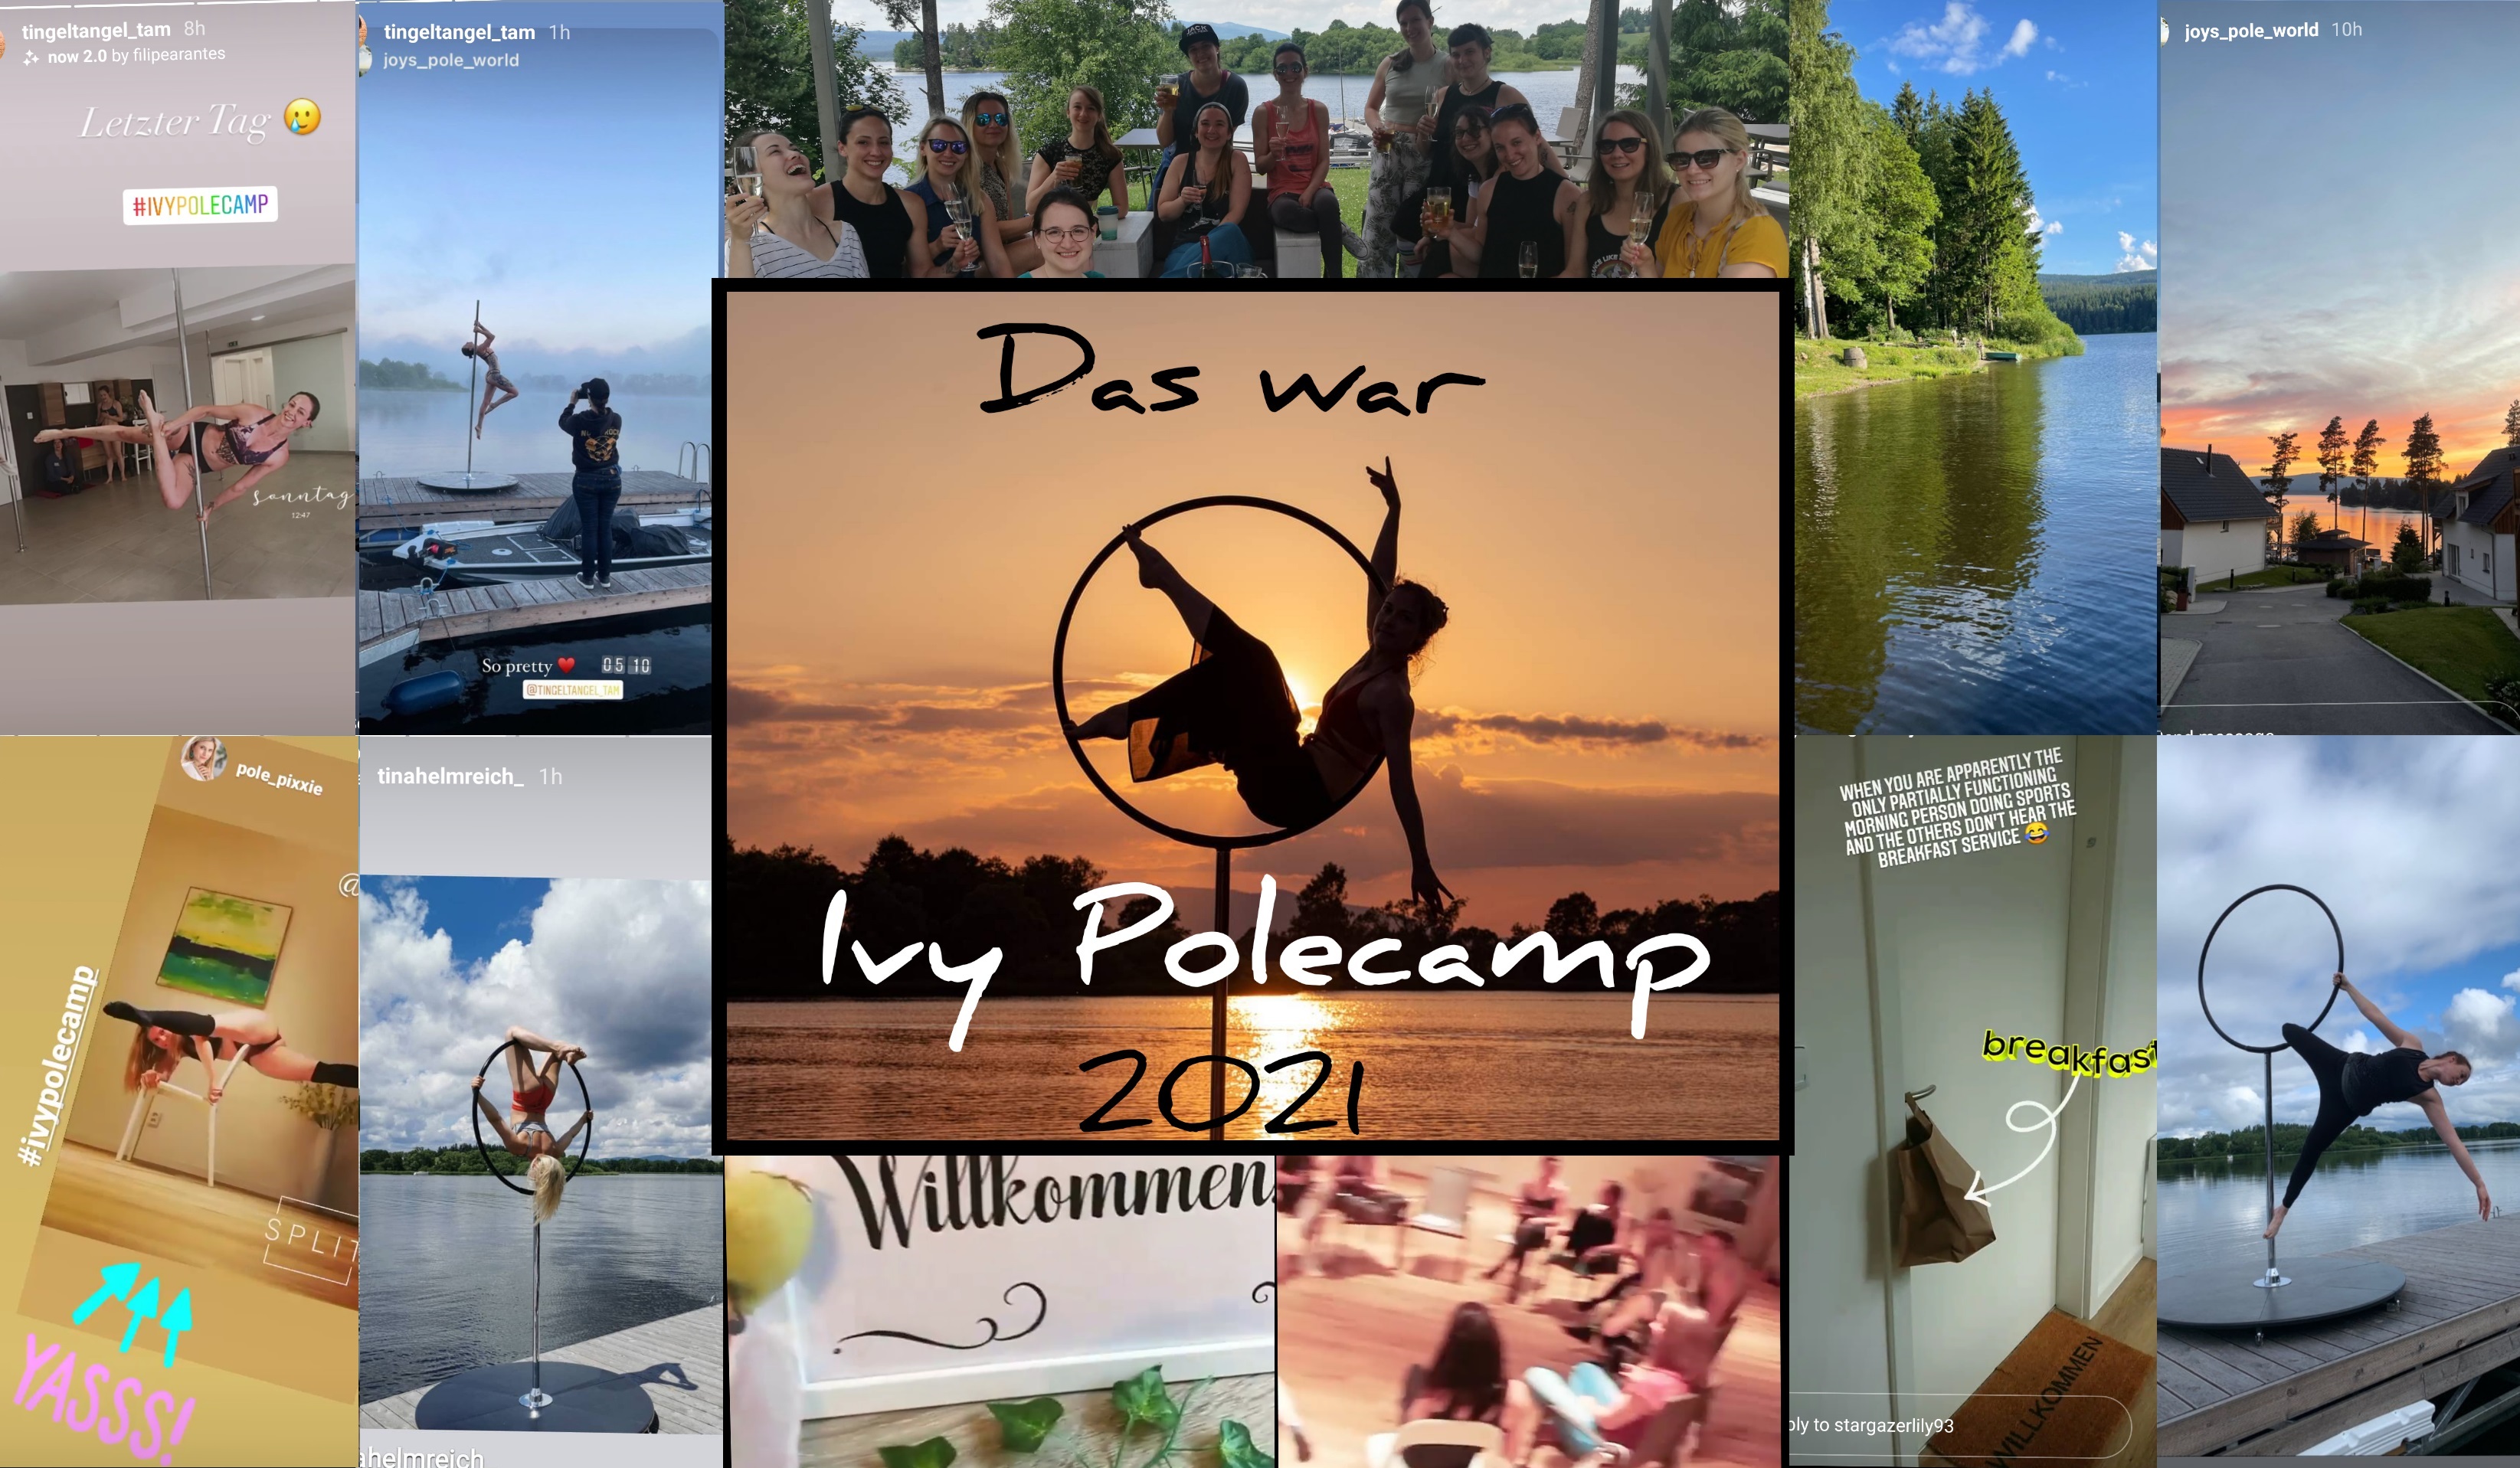 tingeltangel_tam 8h
now 2.0 by filipearantes
Letzter Tag 🥲
#IVYPOLECAMP
sonntag
12:47
tingeltangel_tam 1h
joys_pole_world
So pretty ❤️ 05 10
@TINGELTANGEL_TAM
JACK
joys_pole_world 10h
Das war
Ivy Polecamp
2021
pole_pixxie
@
#ivypolecamp
SPLIT
YASSS!
tinahelmreich_ 1h
ahelmreich
Willkommen
WHEN YOU ARE APPARENTLY THE
ONLY PARTIALLY FUNCTIONING
MORNING PERSON DOING SPORTS
AND THE OTHERS DON'T HEAR THE
BREAKFAST SERVICE 😂
breakfast
WILLKOMMEN
ply to stargazerlily93